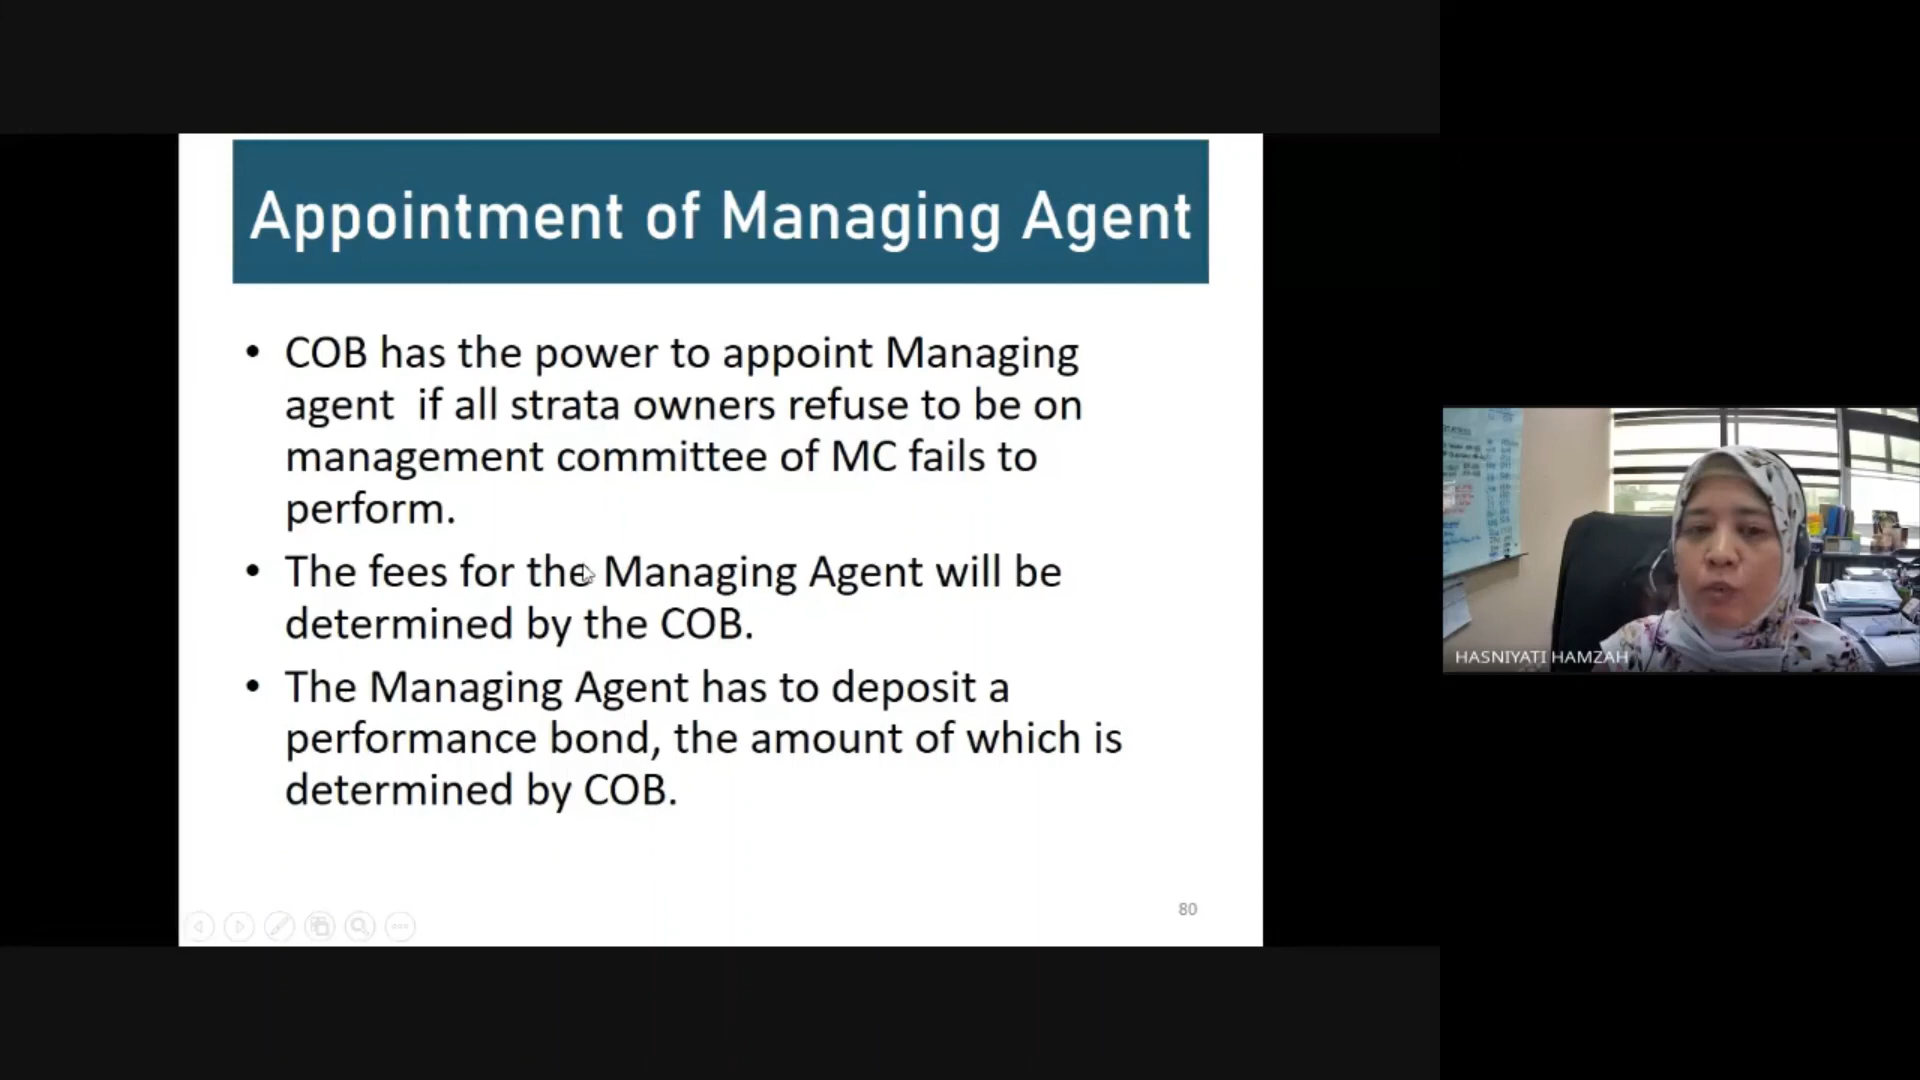 Appointment of Managing Agent
• COB has the power to appoint Managing
agent  if all strata owners refuse to be on
management committee of MC fails to
perform.
• The fees for the Managing Agent will be
determined by the COB.
• The Managing Agent has to deposit a
performance bond, the amount of which is
determined by COB.
80
HASNIYATI HAMZAH